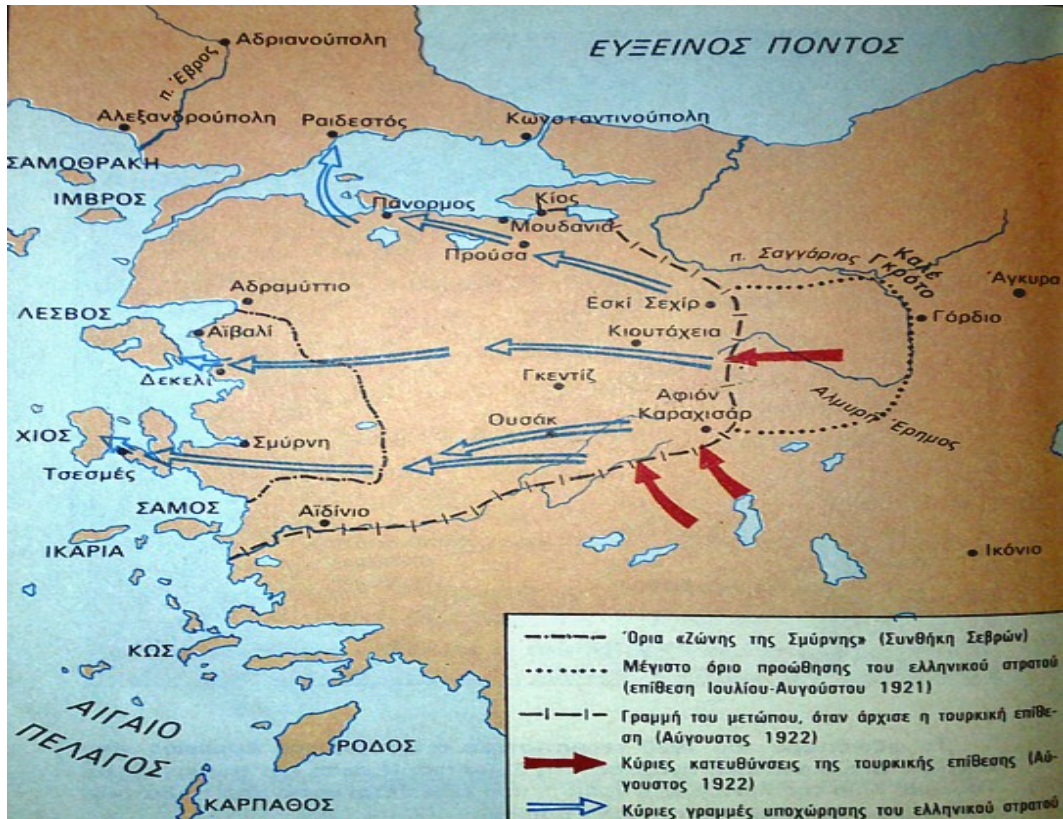 Αδριανούπολη
ΕΥΞΕΙΝΟΣ ΠΟΝΤΟΣ
π. Έβρος
Αλεξανδρούπολη
Ραιδεστός
Κωνσταντινούπολη
ΣΑΜΟΘΡΑΚΗ
ΙΜΒΡΟΣ
Πάνορμος
Κίος
Μουδανιά
Προύσα
π. Σαγγάριος
Καλέ
Γκρότο
Άγκυρα
Αδραμύττιο
Εσκί Σεχίρ
Γόρδιο
ΛΕΣΒΟΣ
Αϊβαλί
Κιουτάχεια
Δεκελί
Γκεντίζ
Αφιόν
Καραχισάρ
Αλμυρή Έρημος
Ουσάκ
ΧΙΟΣ
Σμύρνη
Τσεσμές
ΣΑΜΟΣ
Αϊδίνιο
ΙΚΑΡΙΑ
Ικόνιο
ΚΩΣ
ΑΙΓΑΙΟ
ΠΕΛΑΓΟΣ
ΡΟΔΟΣ
ΚΑΡΠΑΘΟΣ
Όρια «Ζώνης της Σμύρνης» (Συνθήκη Σεβρών)
Μέγιστο όριο προώθησης του ελληνικού στρατού
(επίθεση Ιουλίου-Αυγούστου 1921)
Γραμμή του μετώπου, όταν άρχισε η τουρκική επίθε-
ση (Αύγουστος 1922)
Κύριες κατευθύνσεις της τουρκικής επίθεσης (Αύ-
γουστος 1922)
Κύριες γραμμές υποχώρησης του ελληνικού στρατού